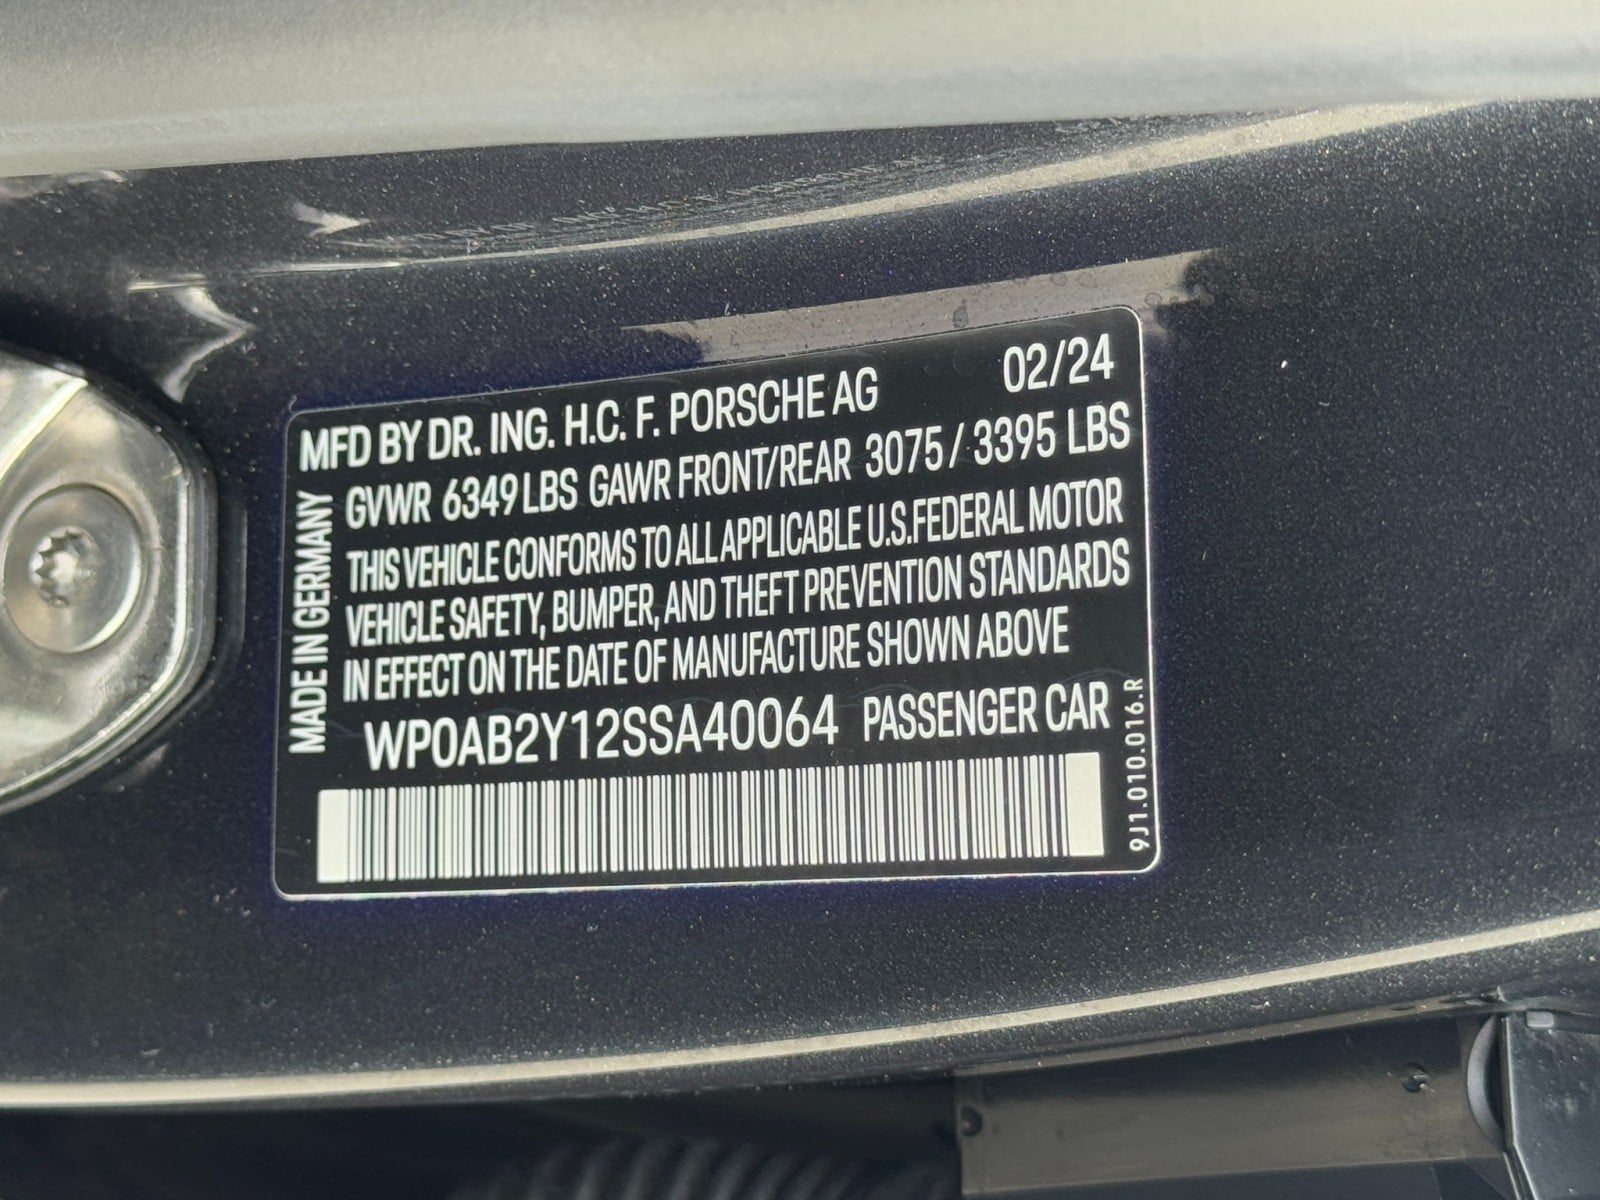 MFD BY DR. ING. H.C. F. PORSCHE AG 02/24
GVWR 6349 LBS GAWR FRONT/REAR 3075 / 3395 LBS
THIS VEHICLE CONFORMS TO ALL APPLICABLE U.S.FEDERAL MOTOR
VEHICLE SAFETY, BUMPER, AND THEFT PREVENTION STANDARDS
IN EFFECT ON THE DATE OF MANUFACTURE SHOWN ABOVE
WP0AB2Y12SSA40064 PASSENGER CAR
MADE IN GERMANY
9J1.010.016.R